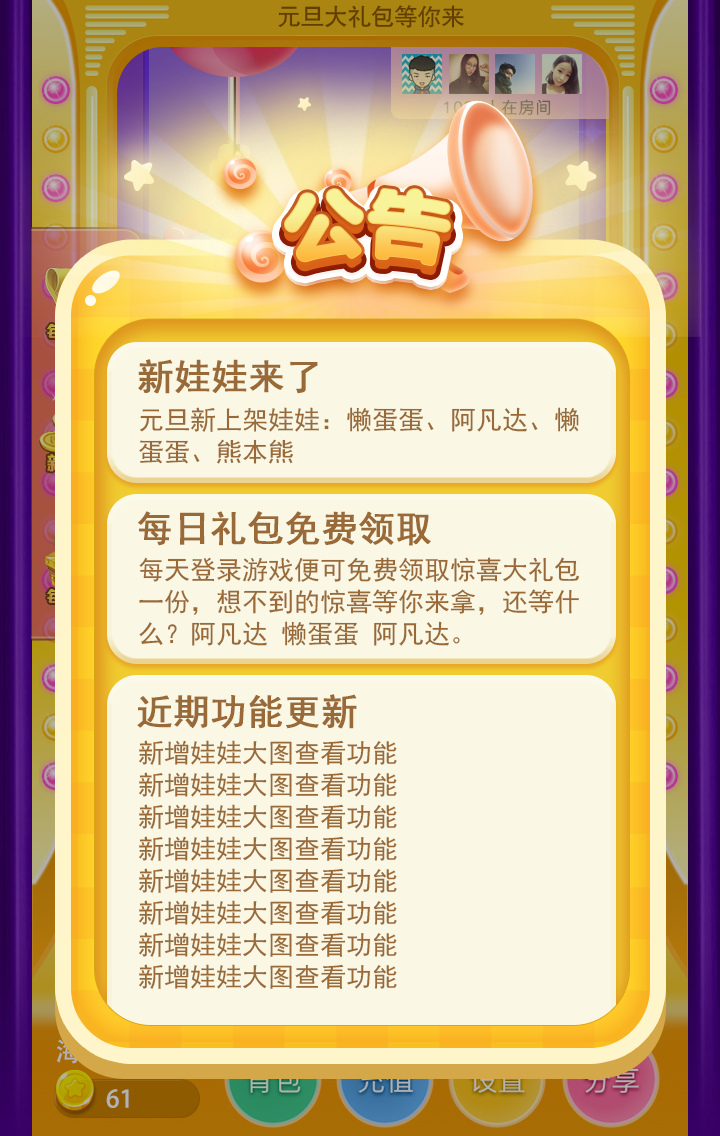 元旦大礼包等你来
在房间
公告
新娃娃来了
元旦新上架娃娃：懒蛋蛋、阿凡达、懒
蛋蛋、熊本熊
每日礼包免费领取
每天登录游戏便可免费领取惊喜大礼包
一份，想不到的惊喜等你来拿，还等什
么？阿凡达 懒蛋蛋 阿凡达。
近期功能更新
新增娃娃大图查看功能
新增娃娃大图查看功能
新增娃娃大图查看功能
新增娃娃大图查看功能
新增娃娃大图查看功能
新增娃娃大图查看功能
新增娃娃大图查看功能
新增娃娃大图查看功能
海
61
背包 充值 设置 分享